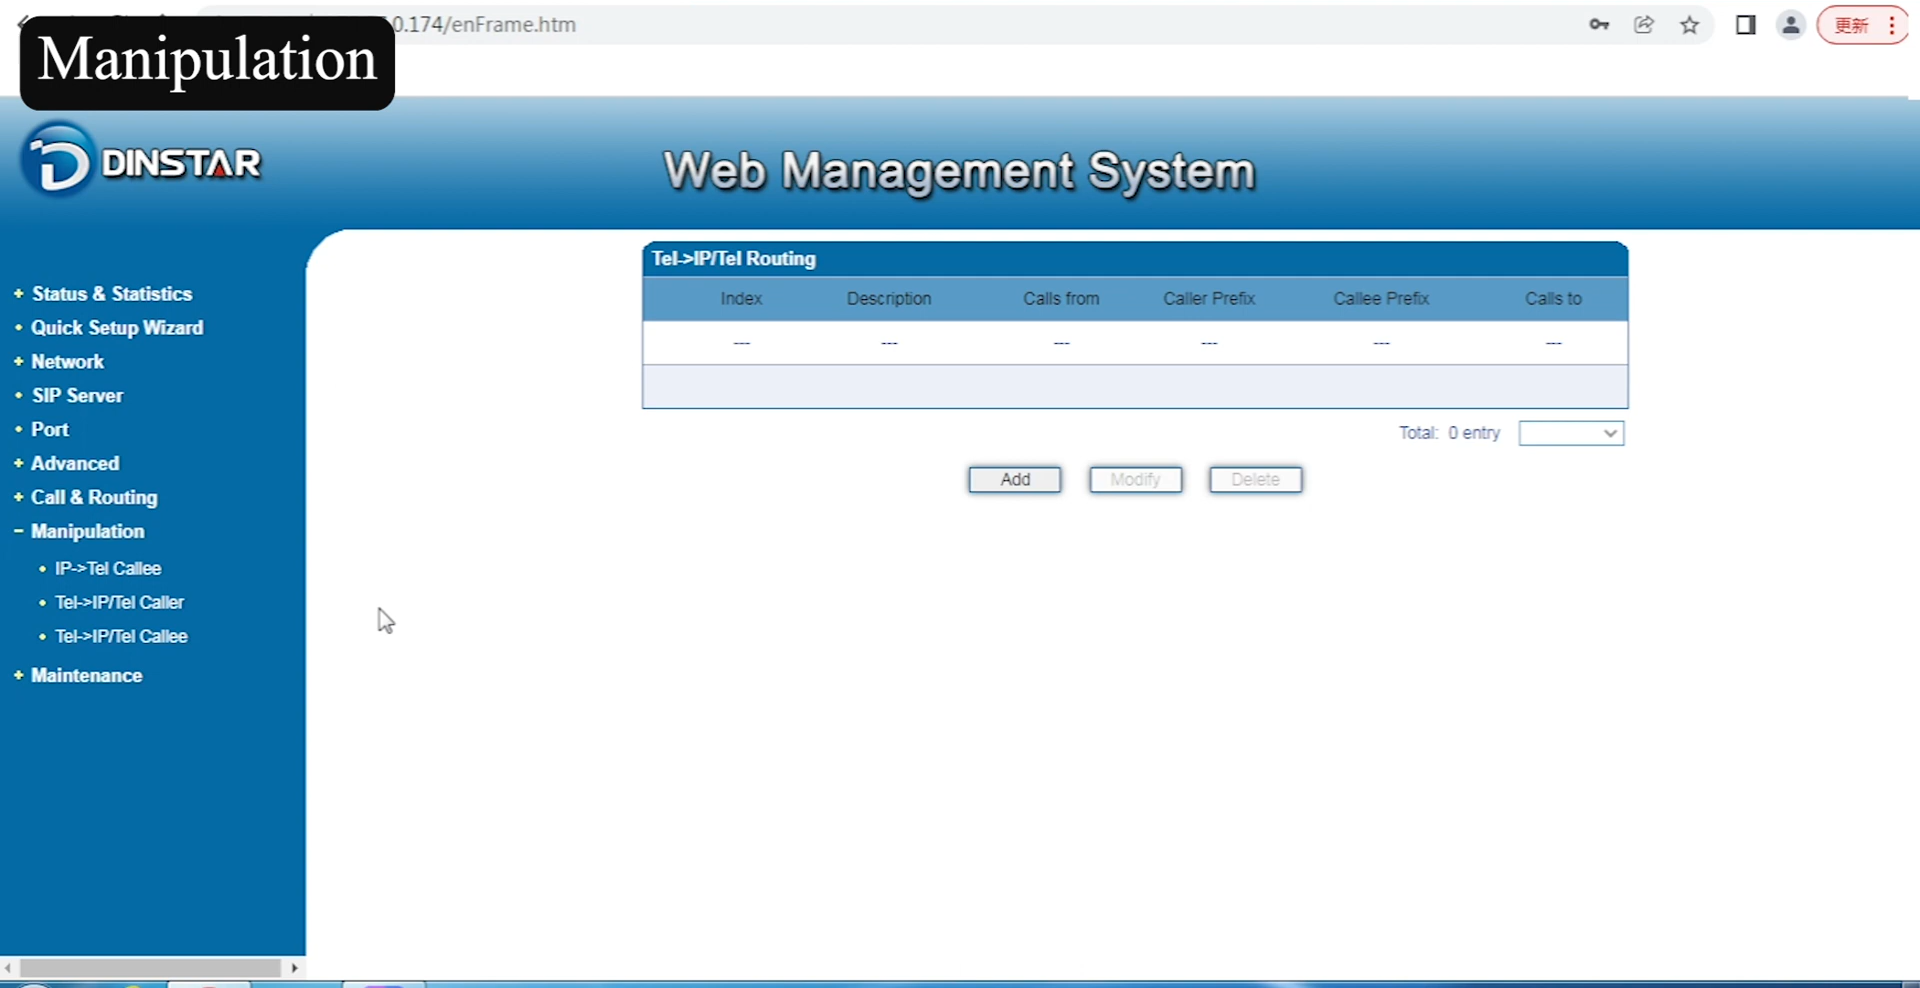 0.174/enFrame.htm
更新
Manipulation
DINSTAR
Web Management System
+ Status & Statistics
• Quick Setup Wizard
+ Network
• SIP Server
• Port
+ Advanced
+ Call & Routing
− Manipulation
• IP->Tel Callee
• Tel->IP/Tel Caller
• Tel->IP/Tel Callee
+ Maintenance
Tel->IP/Tel Routing
Index Description Calls from Caller Prefix Callee Prefix Calls to
--- --- --- --- --- ---
Total: 0 entry
Add Modify Delete